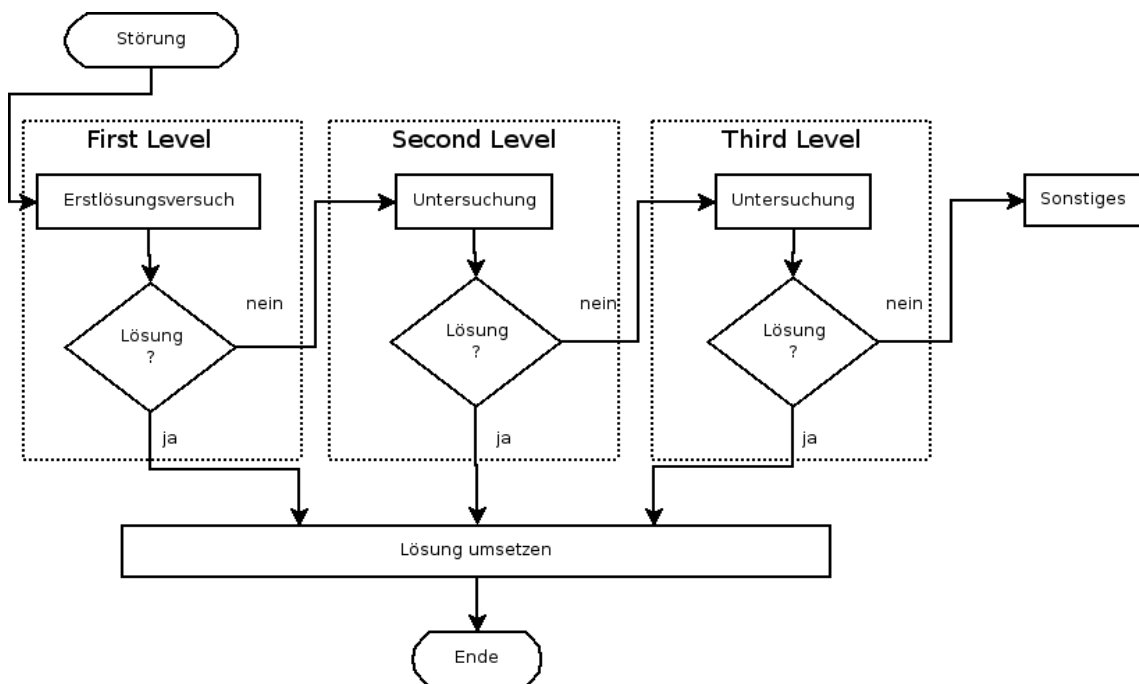 Störung
First Level
Second Level
Third Level
Erstlösungsversuch
Untersuchung
Untersuchung
Sonstiges
nein
nein
nein
Lösung
?
Lösung
?
Lösung
?
ja
ja
ja
Lösung umsetzen
Ende